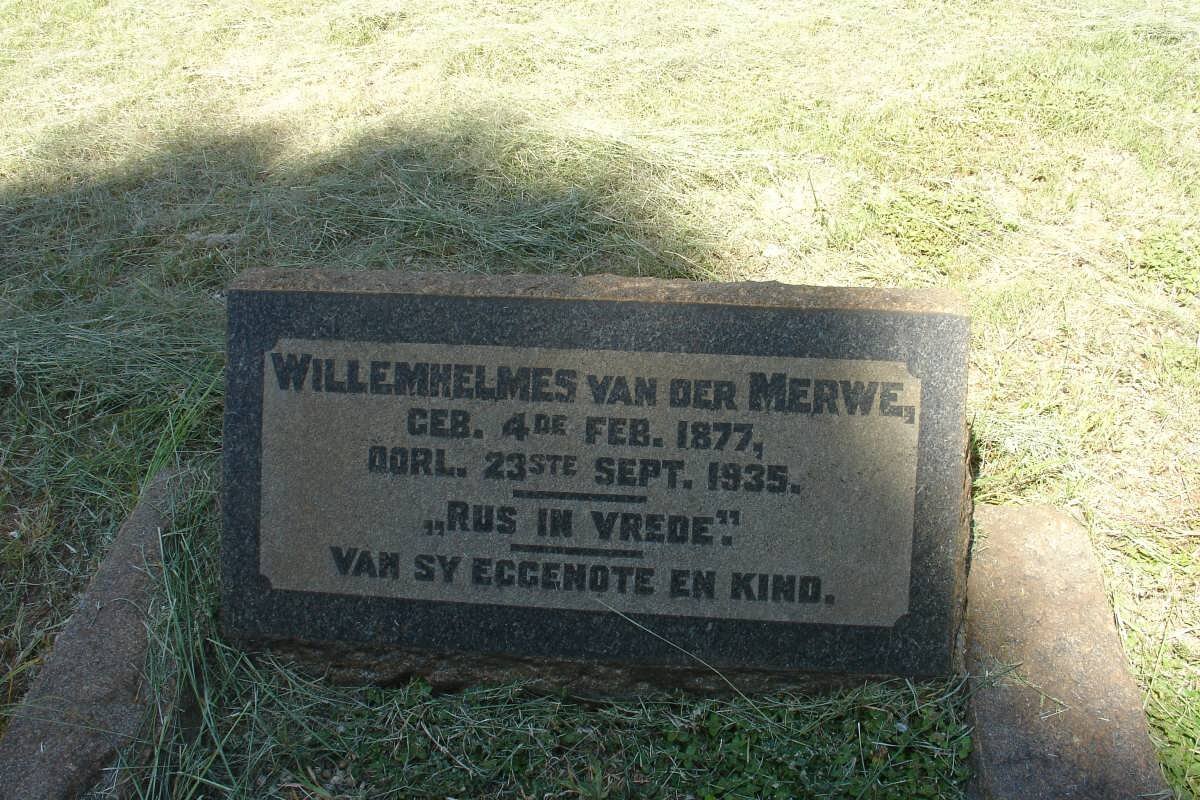 WILLEMHELMES VAN DER MERWE,
GEB. 4DE FEB. 1877,
OORL. 23STE SEPT. 1935.
„RUS IN VREDE".
VAN SY EGGENOTE EN KIND.